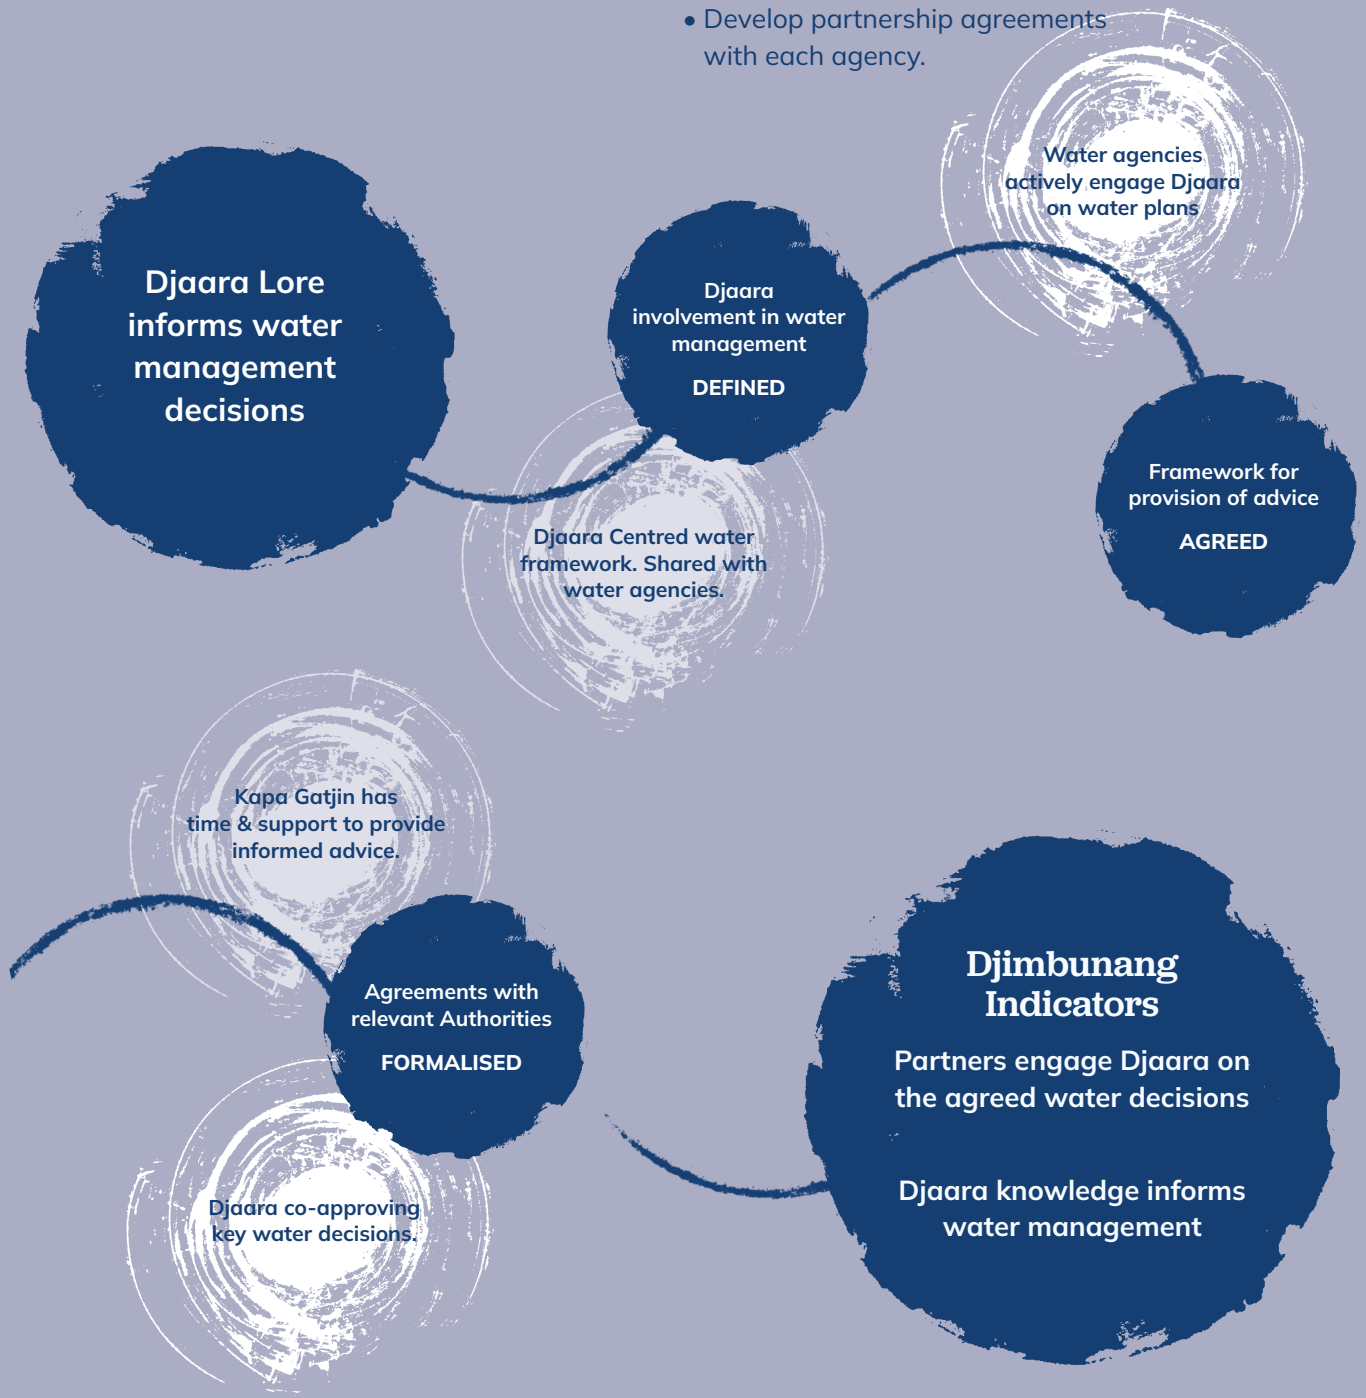 • Develop partnership agreements
with each agency.
Water agencies
actively engage Djaara
on water plans
Djaara Lore
informs water
management
decisions
Djaara
involvement in water
management
DEFINED
Framework for
provision of advice
AGREED
Djaara Centred water
framework. Shared with
water agencies.
Kapa Gatjin has
time & support to provide
informed advice.
Agreements with
relevant Authorities
FORMALISED
Djaara co-approving
key water decisions.
Djimbunang
Indicators
Partners engage Djaara on
the agreed water decisions
Djaara knowledge informs
water management